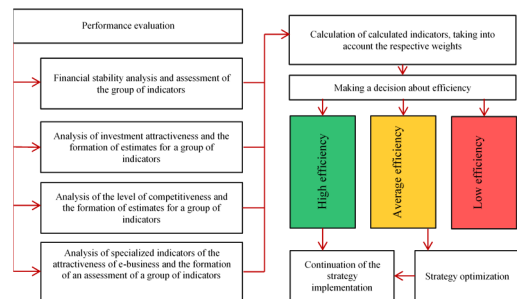 Performance evaluation
Financial stability analysis and assessment of
the group of indicators
Analysis of investment attractiveness and the
formation of estimates for a group of
indicators
Analysis of the level of competitiveness and
the formation of estimates for a group of
indicators
Analysis of specialized indicators of the
attractiveness of e-business and the formation
of an assessment of a group of indicators
Calculation of calculated indicators, taking into
account the respective weights
Making a decision about efficiency
High efficiency
Average efficiency
Low efficiency
Continuation of the
strategy
implementation
Strategy optimization